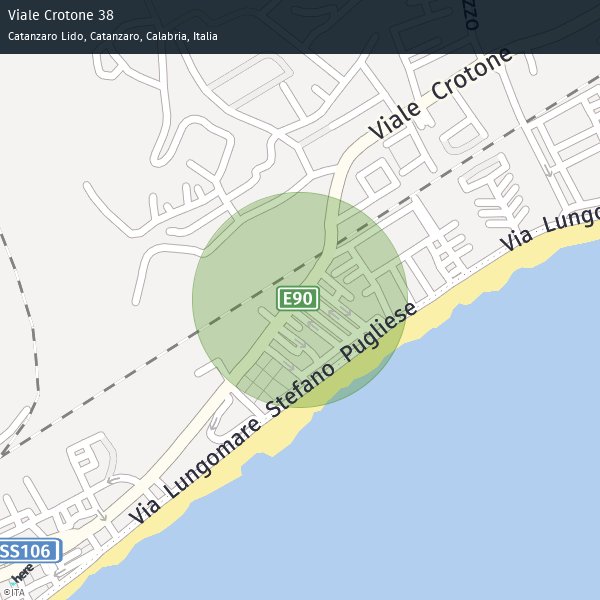 Viale Crotone 38
Catanzaro Lido, Catanzaro, Calabria, Italia
Viale Crotone
Via Lungo
E90
Via Lungomare Stefano Pugliese
SS106
here
©ITA